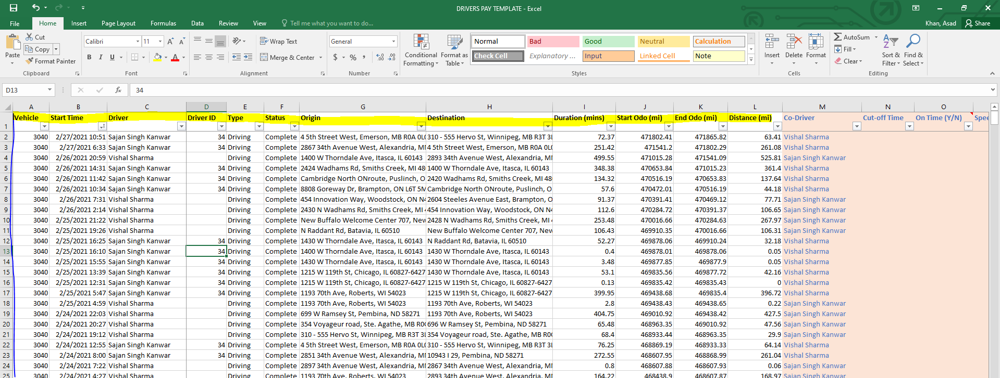 DRIVERS PAY TEMPLATE - Excel
File Home Insert Page Layout Formulas Data Review View Tell me what you want to do... Khan, Asad Share
Paste Cut Copy Format Painter Clipboard
Calibri 11 A A B I U A Font
Wrap Text Merge & Center Alignment
General $ % , Number
Conditional Formatting Format as Table
Normal Bad Good Neutral Calculation
Check Cell Explanatory ... Input Linked Cell Note
Styles
Insert Delete Format Cells
AutoSum Fill Clear Sort & Filter Find & Select Editing
D13 fx 34
A B C D E F G H I J K L M N O
1 Vehicle Start Time Driver Driver ID Type Status Origin Destination Duration (mins) Start Odo (mi) End Odo (mi) Distance (mi) Co-Driver Cut-off Time On Time (Y/N) Spee
2 3040 2/27/2021 10:51 Sajan Singh Kanwar 34 Driving Complete 4 5th Street West, Emerson, MB R0A 0L0 310 - 555 Hervo St, Winnipeg, MB R3T 3L 72.37 471802.41 471865.82 63.41 Vishal Sharma
3 3040 2/27/2021 6:33 Sajan Singh Kanwar 34 Driving Complete 2867 34th Avenue West, Alexandria, MN 4 5th Street West, Emerson, MB R0A 0L0 251.42 471541.2 471802.29 261.08 Vishal Sharma
4 3040 2/26/2021 20:59 Vishal Sharma Driving Complete 1400 W Thorndale Ave, Itasca, IL 60143 2893 34th Avenue West, Alexandria, MN 499.55 471015.28 471541.09 525.81 Sajan Singh Kanwar
5 3040 2/26/2021 14:31 Sajan Singh Kanwar 34 Driving Complete 2424 Wadhams Rd, Smiths Creek, MI 48 1400 W Thorndale Ave, Itasca, IL 60143 348.38 470653.84 471015.23 361.4 Vishal Sharma
6 3040 2/26/2021 11:42 Sajan Singh Kanwar 34 Driving Complete Cambridge North ONroute, Puslinch, O 2420 Wadhams Rd, Smiths Creek, MI 48 134.32 470516.19 470653.83 137.64 Vishal Sharma
7 3040 2/26/2021 10:34 Sajan Singh Kanwar 34 Driving Complete 8808 Goreway Dr, Brampton, ON L6T 5M Cambridge North ONroute, Puslinch, O 57.6 470472.01 470516.19 44.18 Vishal Sharma
8 3040 2/26/2021 7:31 Vishal Sharma Driving Complete 454 Innovation Way, Woodstock, ON N4 2604 Steeles Avenue East, Brampton, O 91.37 470391.41 470469.12 77.71 Sajan Singh Kanwar
9 3040 2/26/2021 2:14 Vishal Sharma Driving Complete 2430 N Wadhams Rd, Smiths Creek, MI 454 Innovation Way, Woodstock, ON N4 112.6 470284.72 470391.37 106.65 Sajan Singh Kanwar
10 3040 2/25/2021 21:22 Vishal Sharma Driving Complete New Buffalo Welcome Center 707, New 2428 N Wadhams Rd, Smiths Creek, MI 253.48 470016.66 470284.63 267.97 Sajan Singh Kanwar
11 3040 2/25/2021 19:26 Vishal Sharma Driving Complete N Raddant Rd, Batavia, IL 60510 New Buffalo Welcome Center 707, New 106.43 469910.35 470016.66 106.31 Sajan Singh Kanwar
12 3040 2/25/2021 16:25 Sajan Singh Kanwar 34 Driving Complete 1430 W Thorndale Ave, Itasca, IL 60143 N Raddant Rd, Batavia, IL 60510 52.27 469878.06 469910.24 32.18 Vishal Sharma
13 3040 2/25/2021 16:10 Sajan Singh Kanwar 34 Driving Complete 1400 W Thorndale Ave, Itasca, IL 60143 1430 W Thorndale Ave, Itasca, IL 60143 0.4 469878.01 469878.06 0.05 Vishal Sharma
14 3040 2/25/2021 15:55 Sajan Singh Kanwar 34 Driving Complete 1430 W Thorndale Ave, Itasca, IL 60143 1430 W Thorndale Ave, Itasca, IL 60143 3.48 469877.85 469877.9 0.05 Vishal Sharma
15 3040 2/25/2021 13:39 Sajan Singh Kanwar 34 Driving Complete 1215 W 119th St, Chicago, IL 60827-6427 1430 W Thorndale Ave, Itasca, IL 60143 53.1 469835.56 469877.72 42.16 Vishal Sharma
16 3040 2/25/2021 12:31 Sajan Singh Kanwar 34 Driving Complete 1215 W 119th St, Chicago, IL 60827-6427 1215 W 119th St, Chicago, IL 60827-6427 0.13 469835.42 469835.43 0 Vishal Sharma
17 3040 2/25/2021 5:47 Sajan Singh Kanwar 34 Driving Complete 1193 70th Ave, Roberts, WI 54023 1215 W 119th St, Chicago, IL 60827-6427 399.95 469438.68 469835.4 396.72 Vishal Sharma
18 3040 2/25/2021 4:59 Vishal Sharma Driving Complete 1193 70th Ave, Roberts, WI 54023 1193 70th Ave, Roberts, WI 54023 2.8 469438.43 469438.65 0.22 Sajan Singh Kanwar
19 3040 2/24/2021 22:03 Vishal Sharma Driving Complete 699 W Ramsey St, Pembina, ND 58271 1193 70th Ave, Roberts, WI 54023 404.75 469010.92 469438.42 427.5 Sajan Singh Kanwar
20 3040 2/24/2021 20:27 Vishal Sharma Driving Complete 354 Voyageur road, Ste. Agathe, MB R0G 696 W Ramsey St, Pembina, ND 58271 65.48 468963.35 469010.92 47.56 Sajan Singh Kanwar
21 3040 2/24/2021 19:12 Vishal Sharma Driving Complete 310 - 555 Hervo St, Winnipeg, MB R3T 3L 354 Voyageur road, Ste. Agathe, MB R0G 68.4 468933.44 468963.35 29.9 Sajan Singh Kanwar
22 3040 2/24/2021 12:55 Sajan Singh Kanwar 34 Driving Complete 4 5th Street West, Emerson, MB R0A 0L0 310 - 555 Hervo St, Winnipeg, MB R3T 3L 76.25 468869.19 468933.33 64.14 Vishal Sharma
23 3040 2/24/2021 8:00 Sajan Singh Kanwar 34 Driving Complete 2851 34th Avenue West, Alexandria, MN 10943 I 29, Pembina, ND 58271 272.55 468607.95 468868.99 261.04 Vishal Sharma
24 3040 2/24/2021 7:22 Vishal Sharma Driving Complete 2897 34th Avenue West, Alexandria, MN 2867 34th Avenue West, Alexandria, MN 0.8 468607.88 468607.93 0.06 Sajan Singh Kanwar
25 3040 2/24/2021 4:27 Vishal Sharma Driving Complete 1193 70th Ave, Roberts, WI 54023 2893 34th Avenue West, Alexandria, MN 164.22 468438.9 468607.87 168.97 Sajan Singh Kanwar